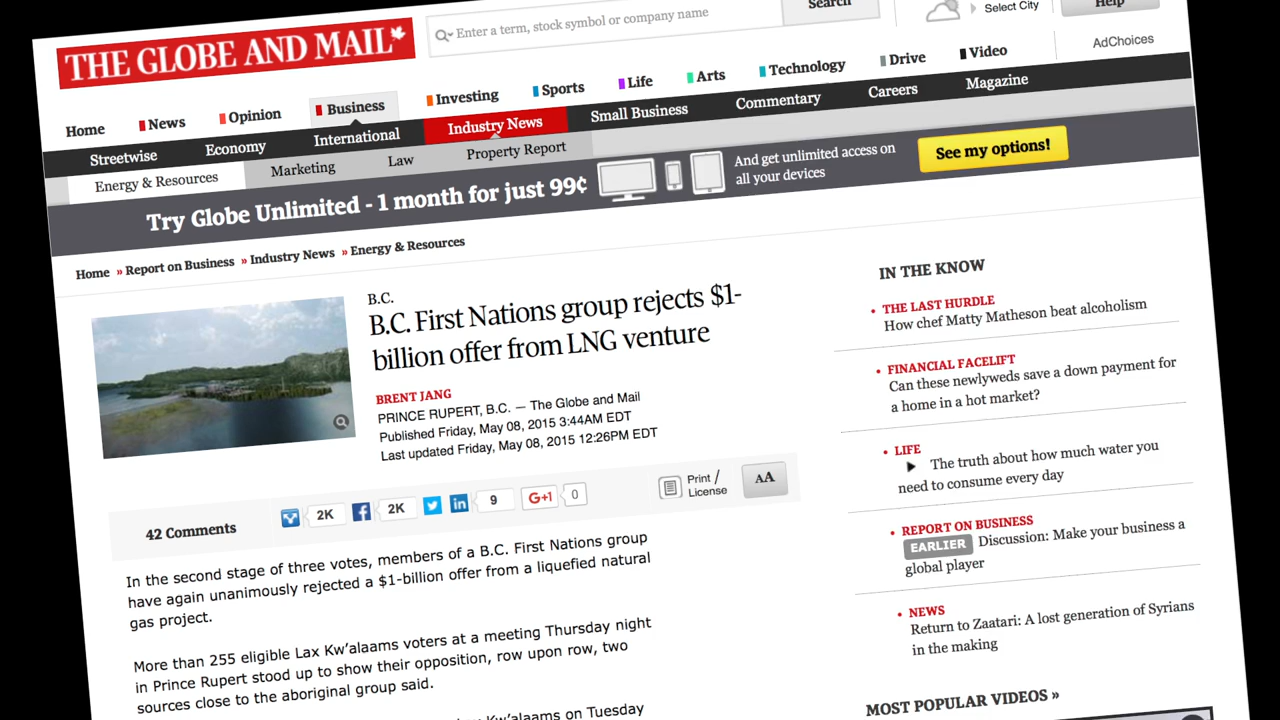 THE GLOBE AND MAIL
Enter a term, stock symbol or company name
Search
Select City
Help
AdChoices
Home
News
Opinion
Business
Investing
Sports
Life
Arts
Technology
Drive
Video
Streetwise
Economy
International
Industry News
Small Business
Commentary
Careers
Magazine
Energy & Resources
Marketing
Law
Property Report
Try Globe Unlimited - 1 month for just 99¢
And get unlimited access on
all your devices
See my options!
Home » Report on Business » Industry News » Energy & Resources
B.C.
B.C. First Nations group rejects $1-
billion offer from LNG venture
BRENT JANG
PRINCE RUPERT, B.C. — The Globe and Mail
Published Friday, May 08, 2015 3:44AM EDT
Last updated Friday, May 08, 2015 12:26PM EDT
42 Comments
2K
2K
9
G+1
0
Print /
License
AA
In the second stage of three votes, members of a B.C. First Nations group
have again unanimously rejected a $1-billion offer from a liquefied natural
gas project.
More than 255 eligible Lax Kw’alaams voters at a meeting Thursday night
in Prince Rupert stood up to show their opposition, row upon row, two
sources close to the aboriginal group said.
Kw’alaams on Tuesday
IN THE KNOW
THE LAST HURDLE
How chef Matty Matheson beat alcoholism
FINANCIAL FACELIFT
Can these newlyweds save a down payment for
a home in a hot market?
LIFE
The truth about how much water you
need to consume every day
REPORT ON BUSINESS
EARLIER Discussion: Make your business a
global player
NEWS
Return to Zaatari: A lost generation of Syrians
in the making
MOST POPULAR VIDEOS »